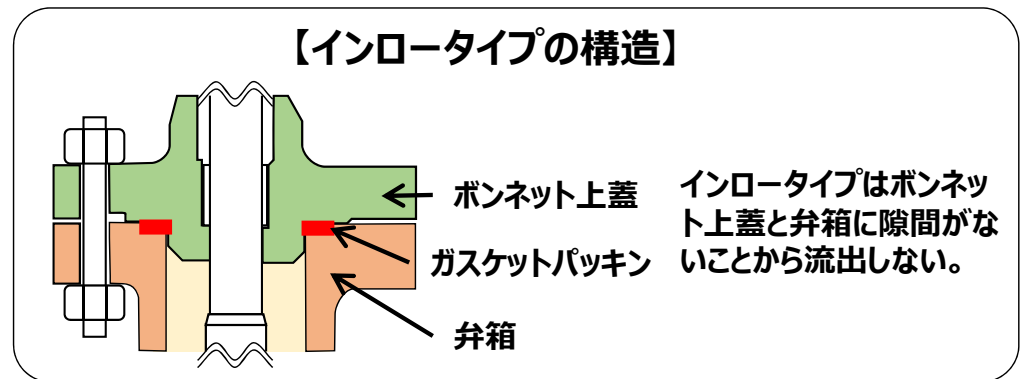 【インロータイプの構造】
ボンネット上蓋
ガスケットパッキン
弁箱
インロータイプはボンネッ
ト上蓋と弁箱に隙間がな
いことから流出しない。